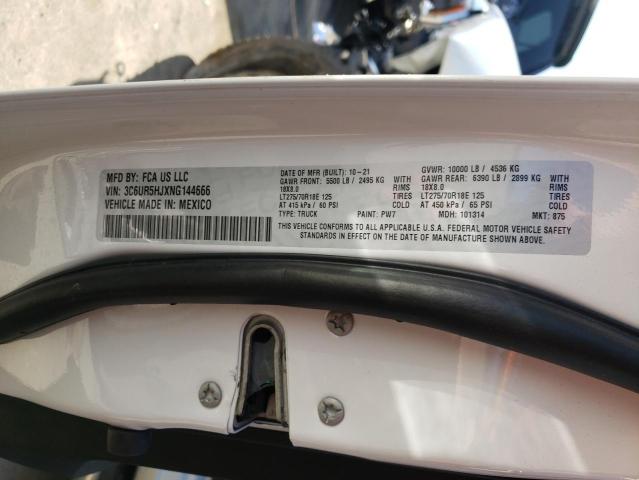 MFD BY: FCA US LLC
VIN: 3C6UR5HJXNG144666
VEHICLE MADE IN: MEXICO
DATE OF MFR (BUILT): 10-21 GVWR: 10000 LB / 4536 KG
GAWR FRONT: 5500 LB / 2495 KG WITH GAWR REAR: 6390 LB / 2899 KG WITH
18X8.0 RIMS 18X8.0 RIMS
LT275/70R18E 125 TIRES LT275/70R18E 125 TIRES
AT 415 kPa / 60 PSI COLD AT 450 kPa / 65 PSI COLD
TYPE: TRUCK PAINT: PW7 MDH: 101314 MKT: 875
THIS VEHICLE CONFORMS TO ALL APPLICABLE U.S.A. FEDERAL MOTOR VEHICLE SAFETY
STANDARDS IN EFFECT ON THE DATE OF MANUFACTURE SHOWN ABOVE.